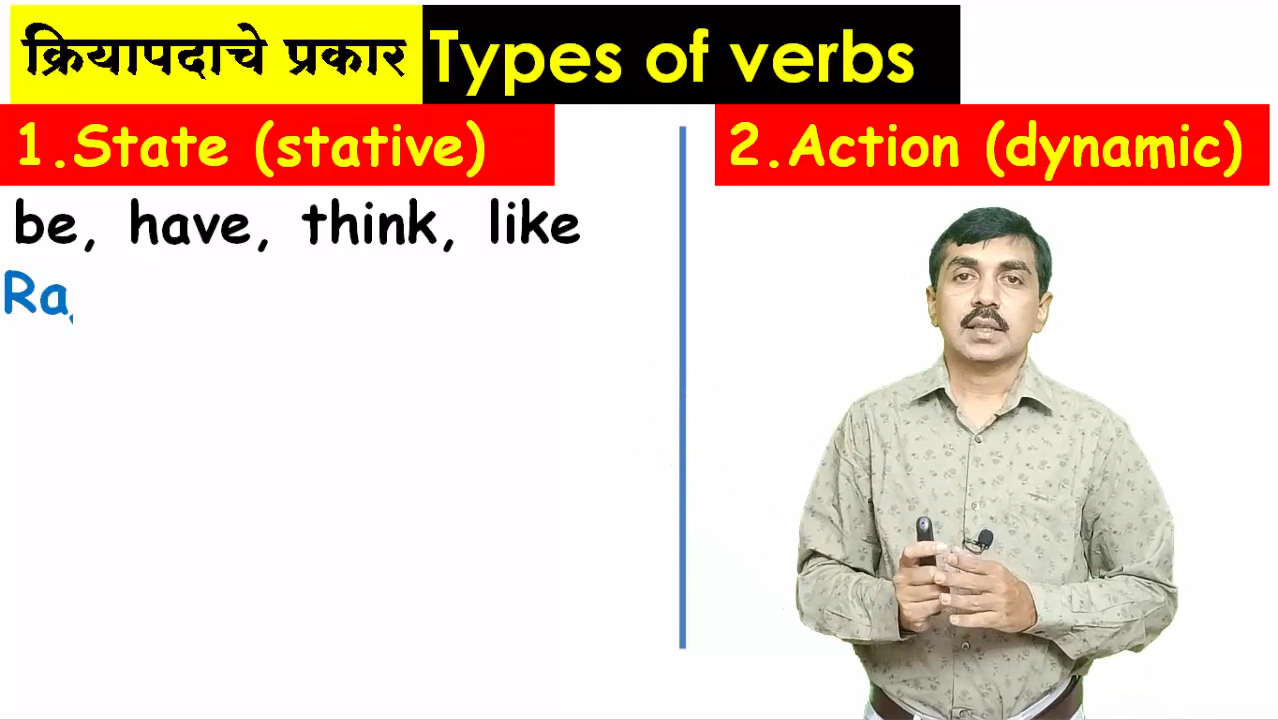 क्रियापदाचे प्रकार Types of verbs
1.State (stative)
2.Action (dynamic)
be, have, think, like